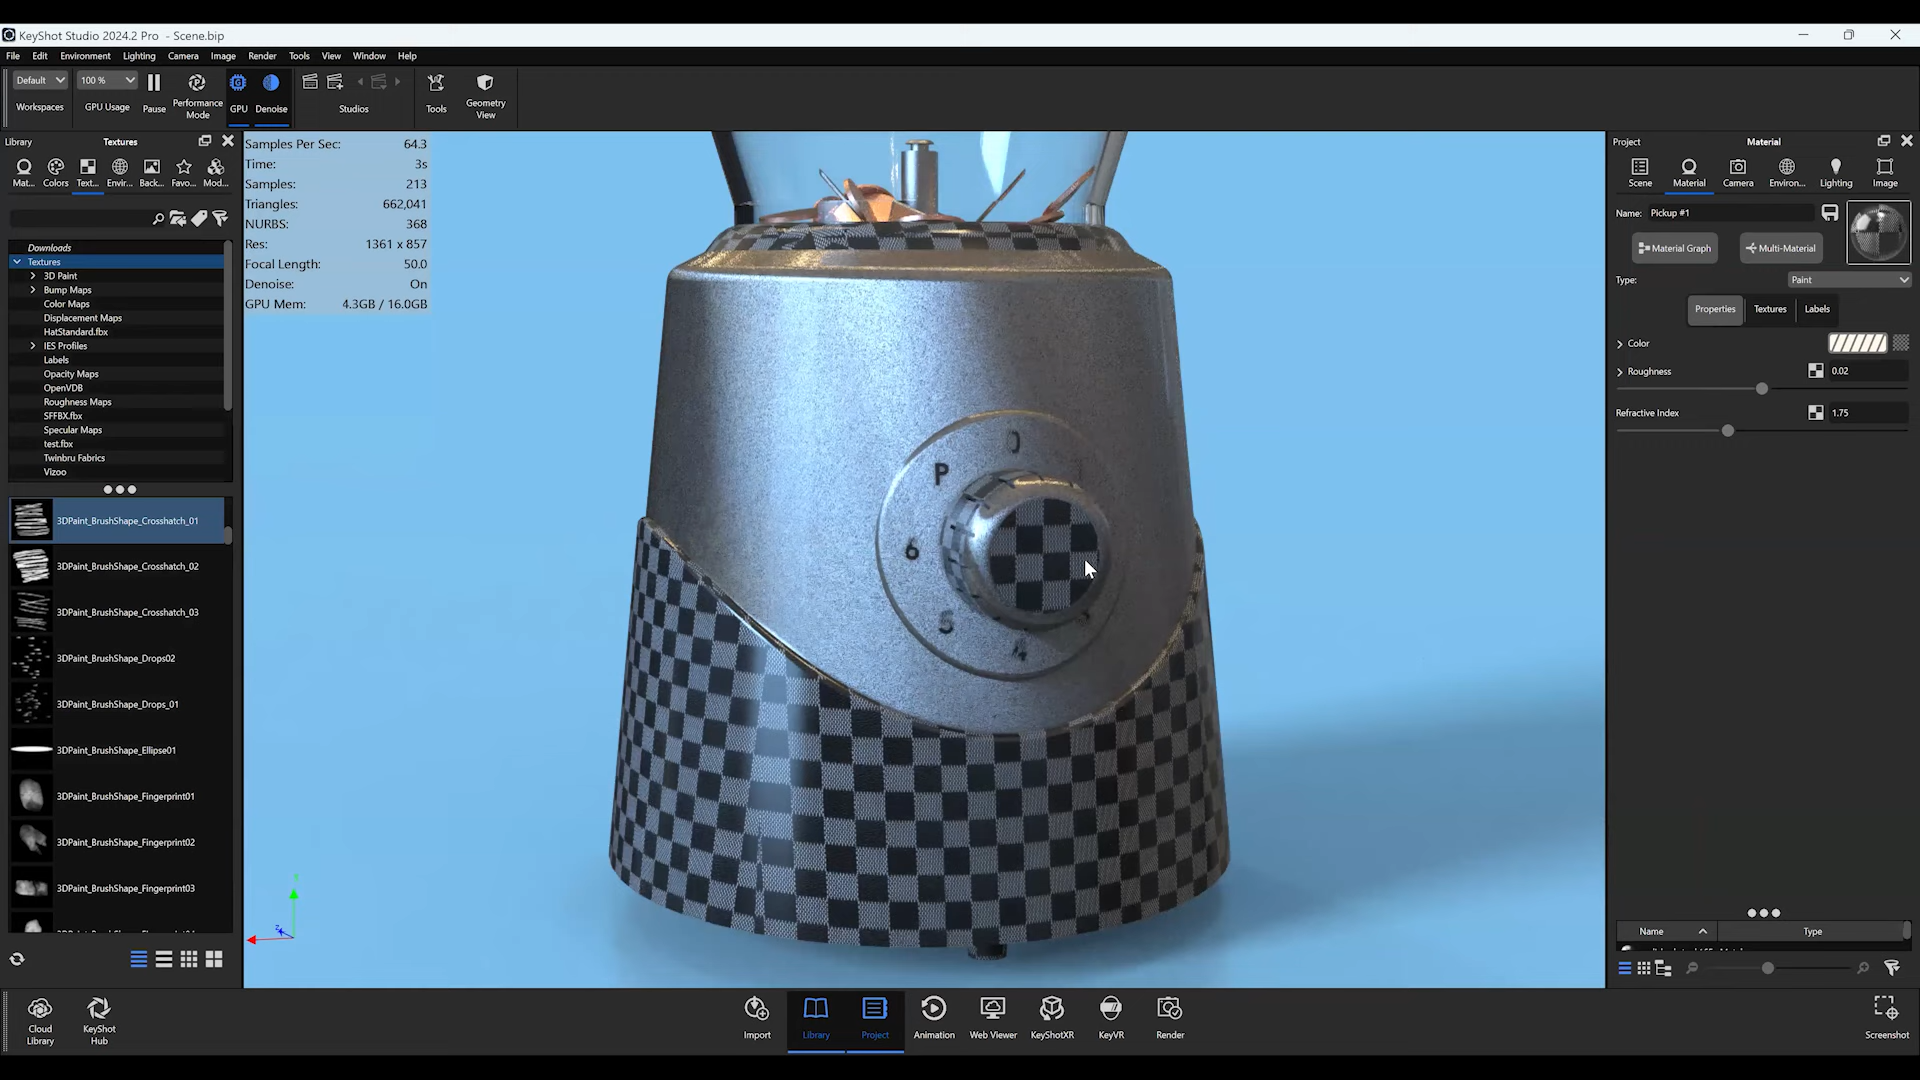 KeyShot Studio 2024.2 Pro - Scene.bip
File Edit Environment Lighting Camera Image Render Tools View Window Help
Default 100 %
Workspaces GPU Usage Pause Performance Mode GPU Denoise Studios Tools Geometry View
Library Textures
Mat... Colors Text... Envir... Back... Favo... Mod...
Downloads
Textures
3D Paint
Bump Maps
Color Maps
Displacement Maps
HatStandard.fbx
IES Profiles
Labels
Opacity Maps
OpenVDB
Roughness Maps
SFFBX.fbx
Specular Maps
test.fbx
Twinbru Fabrics
Vizoo
3DPaint_BrushShape_Crosshatch_01
3DPaint_BrushShape_Crosshatch_02
3DPaint_BrushShape_Crosshatch_03
3DPaint_BrushShape_Drops02
3DPaint_BrushShape_Drops_01
3DPaint_BrushShape_Ellipse01
3DPaint_BrushShape_Fingerprint01
3DPaint_BrushShape_Fingerprint02
3DPaint_BrushShape_Fingerprint03
Samples Per Sec: 64.3
Time: 3s
Samples: 213
Triangles: 662,041
NURBS: 368
Res: 1361 x 857
Focal Length: 50.0
Denoise: On
GPU Mem: 4.3GB / 16.0GB
0
P
6
S
M
Project Material
Scene Material Camera Environ... Lighting Image
Name: Pickup #1
Material Graph Multi-Material
Type: Paint
Properties Textures Labels
Color
Roughness 0.02
Refractive Index 1.75
Name Type
Cloud Library KeyShot Hub Import Library Project Animation Web Viewer KeyShotXR KeyVR Render Screenshot